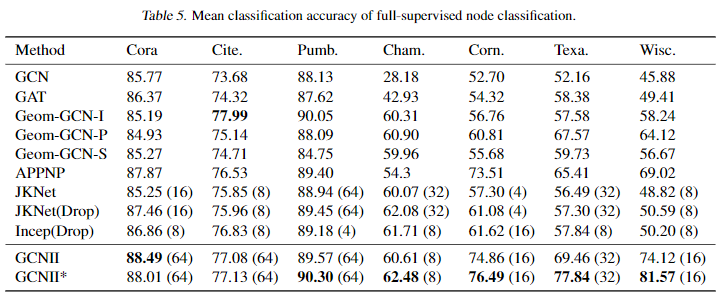 Table 5. Mean classification accuracy of full-supervised node classification.
Method Cora Cite. Pumb. Cham. Corn. Texa. Wisc.
GCN 85.77 73.68 88.13 28.18 52.70 52.16 45.88
GAT 86.37 74.32 87.62 42.93 54.32 58.38 49.41
Geom-GCN-I 85.19 77.99 90.05 60.31 56.76 57.58 58.24
Geom-GCN-P 84.93 75.14 88.09 60.90 60.81 67.57 64.12
Geom-GCN-S 85.27 74.71 84.75 59.96 55.68 59.73 56.67
APPNP 87.87 76.53 89.40 54.3 73.51 65.41 69.02
JKNet 85.25 (16) 75.85 (8) 88.94 (64) 60.07 (32) 57.30 (4) 56.49 (32) 48.82 (8)
JKNet(Drop) 87.46 (16) 75.96 (8) 89.45 (64) 62.08 (32) 61.08 (4) 57.30 (32) 50.59 (8)
Incep(Drop) 86.86 (8) 76.83 (8) 89.18 (4) 61.71 (8) 61.62 (16) 57.84 (8) 50.20 (8)
GCNII 88.49 (64) 77.08 (64) 89.57 (64) 60.61 (8) 74.86 (16) 69.46 (32) 74.12 (16)
GCNII* 88.01 (64) 77.13 (64) 90.30 (64) 62.48 (8) 76.49 (16) 77.84 (32) 81.57 (16)